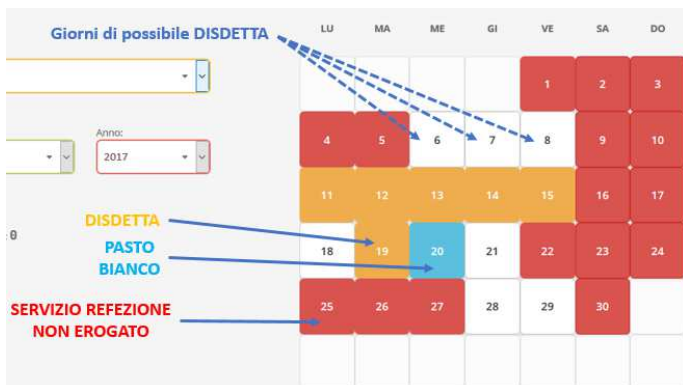 Giorni di possibile DISDETTA
LU MA ME GI VE SA DO
1 2 3
Anno:
2017
4 5 6 7 8 9 10
11 12 13 14 15 16 17
DISDETTA
PASTO
BIANCO
18 19 20 21 22 23 24
SERVIZIO REFEZIONE
NON EROGATO
25 26 27 28 29 30